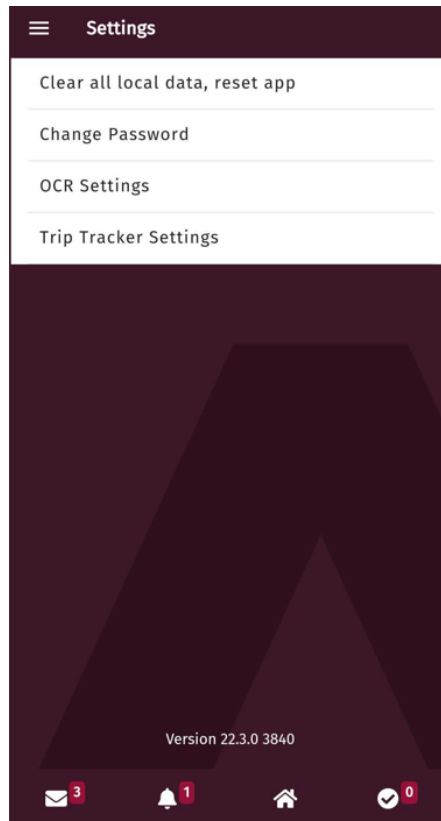 Settings
Clear all local data, reset app
Change Password
OCR Settings
Trip Tracker Settings
Version 22.3.0 3840
3 1 0